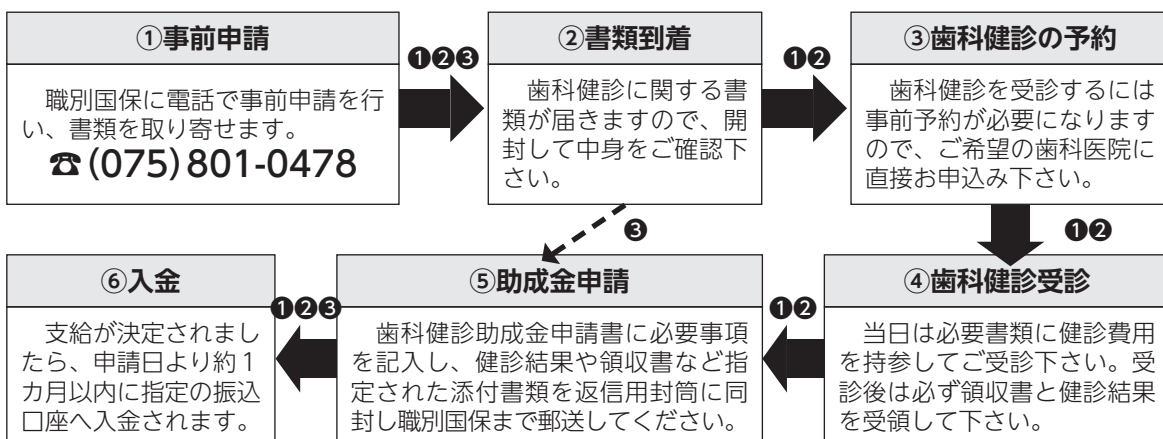 ①事前申請
職別国保に電話で事前申請を行
い、書類を取り寄せます。
☎(075)801-0478
❶❷❸
②書類到着
歯科健診に関する書
類が届きますので、開
封して中身をご確認下
さい。
❶❷
③歯科健診の予約
歯科健診を受診するには
事前予約が必要になります
ので、ご希望の歯科医院に
直接お申込み下さい。
❸
❶❷
④歯科健診受診
当日は必要書類に健診費用
を持参してご受診下さい。受
診後は必ず領収書と健診結果
を受領して下さい。
❶❷
⑤助成金申請
歯科健診助成金申請書に必要事項
を記入し、健診結果や領収書など指
定された添付書類を返信用封筒に同
封し職別国保まで郵送してください。
❶❷❸
⑥入金
支給が決定されまし
たら、申請日より約1
カ月以内に指定の振込
口座へ入金されます。